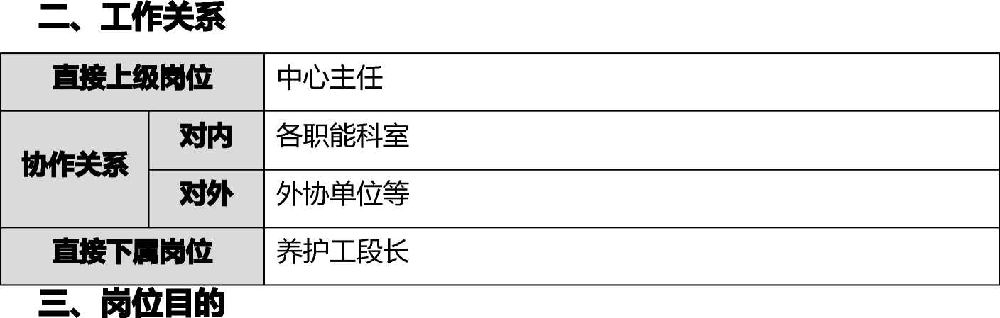 二、工作关系
直接上级岗位 中心主任
协作关系 对内 各职能科室
对外 外协单位等
直接下属岗位 养护工段长
三、岗位目的